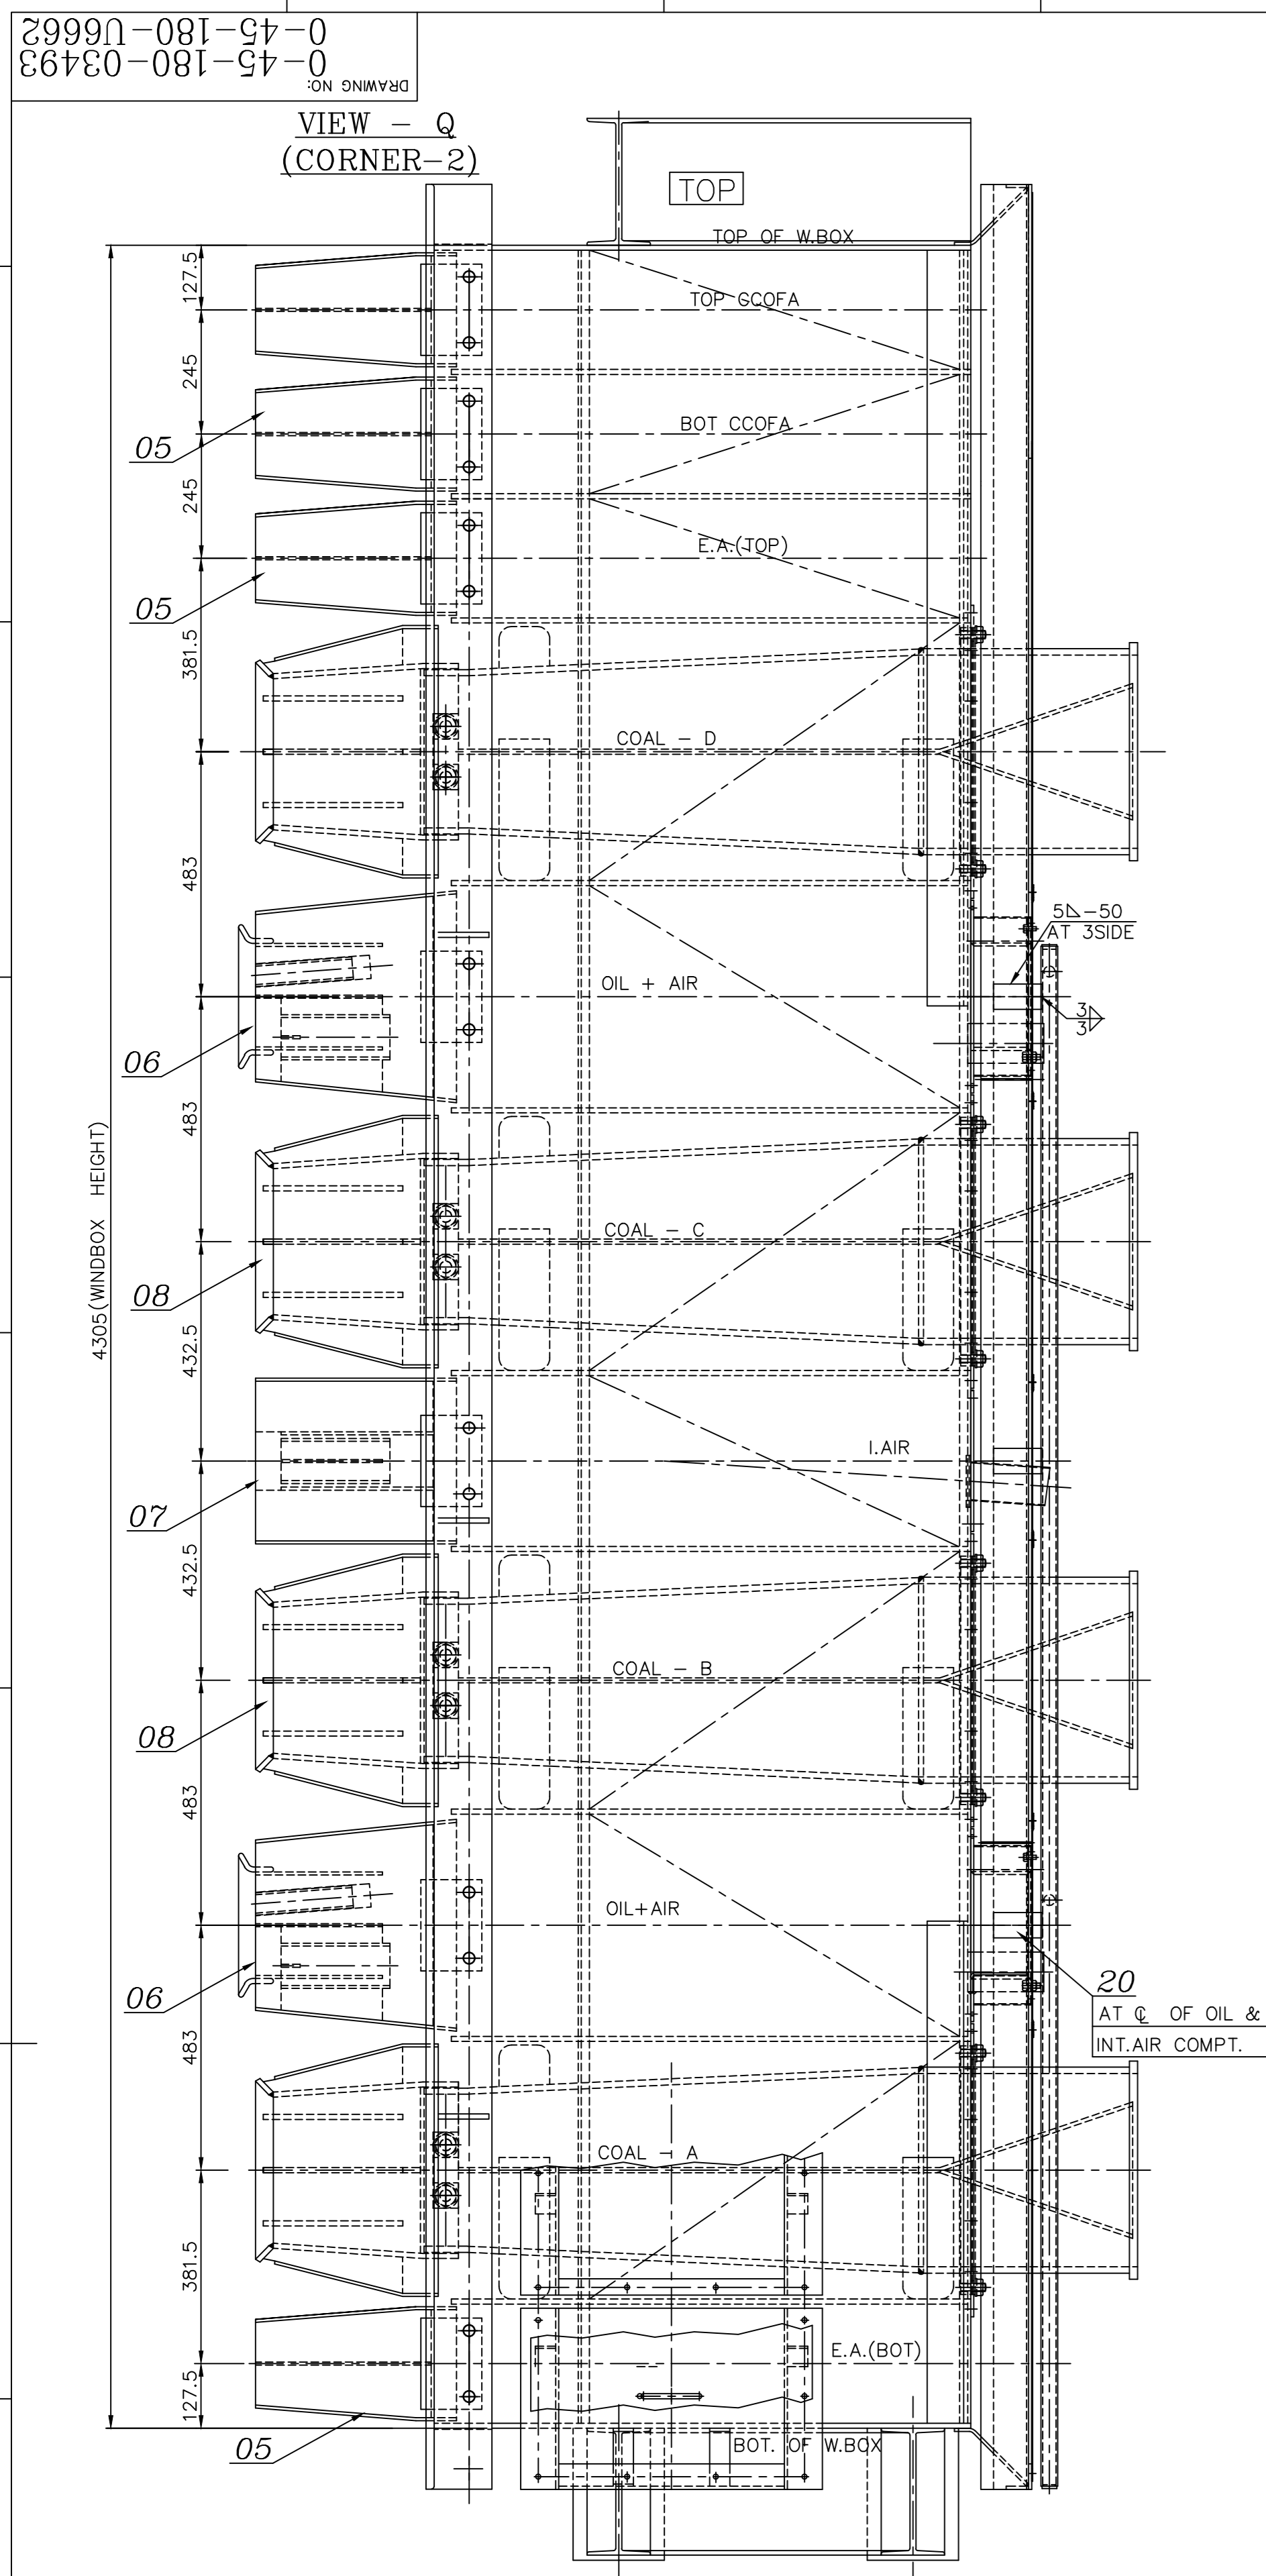 0-45-180-U6662
0-45-180-03493
DRAWING NO:
VIEW - Q
(CORNER-2)
TOP
TOP OF W.BOX
127.5
TOP GCOFA
245
BOT CCOFA
05
245
E.A.(TOP)
05
381.5
COAL - D
483
5⊿-50
AT 3SIDE
OIL + AIR
3
3
06
483
4305(WINDBOX HEIGHT)
COAL - C
08
432.5
I.AIR
07
432.5
COAL - B
08
483
OIL+AIR
06
20
AT ℄ OF OIL &
INT.AIR COMPT.
483
COAL - A
381.5
E.A.(BOT)
127.5
05
BOT. OF W.BOX